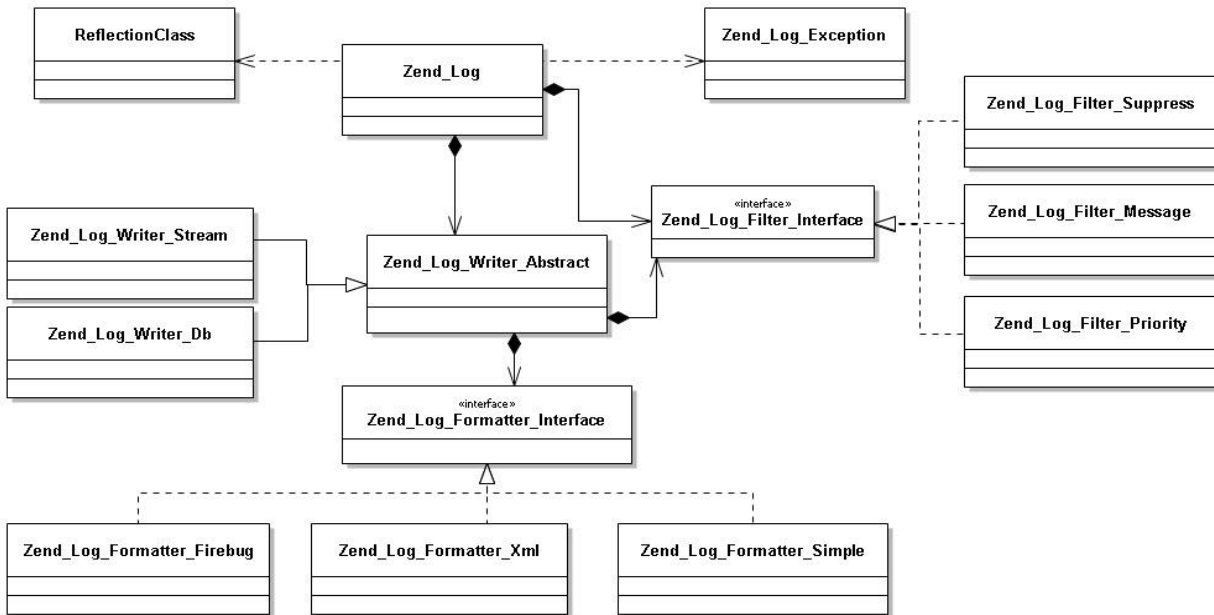 ReflectionClass
Zend_Log
Zend_Log_Exception
Zend_Log_Filter_Suppress
«interface»
Zend_Log_Filter_Interface
Zend_Log_Filter_Message
Zend_Log_Writer_Stream
Zend_Log_Writer_Abstract
Zend_Log_Writer_Db
Zend_Log_Filter_Priority
«interface»
Zend_Log_Formatter_Interface
Zend_Log_Formatter_Firebug
Zend_Log_Formatter_Xml
Zend_Log_Formatter_Simple